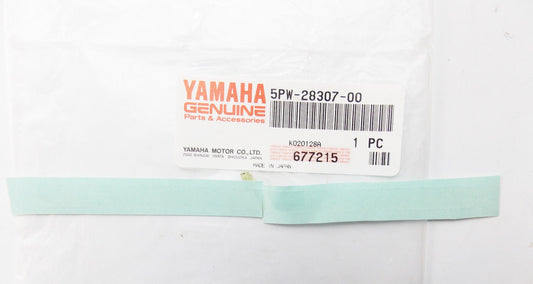 YAMAHA
GENUINE
Parts & Accessories
5PW-28307-00
K020128A
1 PC
YAMAHA MOTOR CO.,LTD.
677215
MADE IN JAPAN